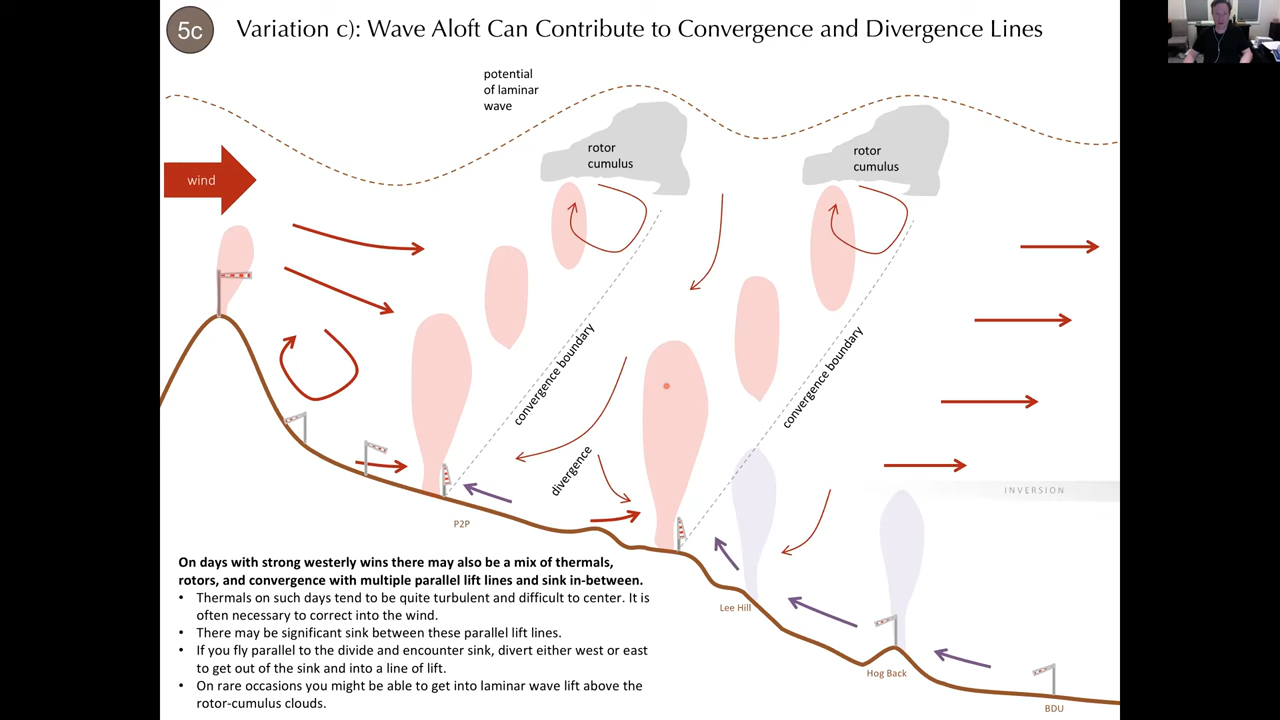 5c
Variation c): Wave Aloft Can Contribute to Convergence and Divergence Lines
potential
of laminar
wave
rotor
cumulus
rotor
cumulus
wind
convergence boundary
convergence boundary
divergence
INVERSION
P2P
Lee Hill
Hog Back
BDU
On days with strong westerly wins there may also be a mix of thermals,
rotors, and convergence with multiple parallel lift lines and sink in-between.
• Thermals on such days tend to be quite turbulent and difficult to center. It is
often necessary to correct into the wind.
• There may be significant sink between these parallel lift lines.
• If you fly parallel to the divide and encounter sink, divert either west or east
to get out of the sink and into a line of lift.
• On rare occasions you might be able to get into laminar wave lift above the
rotor-cumulus clouds.